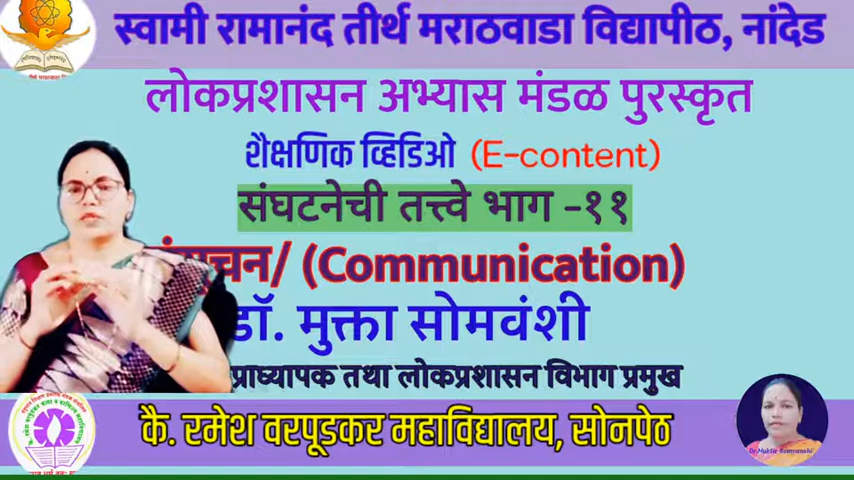 स्वामी रामानंद तीर्थ मराठवाडा विद्यापीठ, नांदेड
लोकप्रशासन अभ्यास मंडळ पुरस्कृत
शैक्षणिक व्हिडिओ (E-content)
संघटनेची तत्त्वे भाग -११
(Communication)
डॉ. मुक्ता सोमवंशी
प्राध्यापक तथा लोकप्रशासन विभाग प्रमुख
कै. रमेश वरपूडकर महाविद्यालय, सोनपेठ
Dr.Mukta Somvanshi